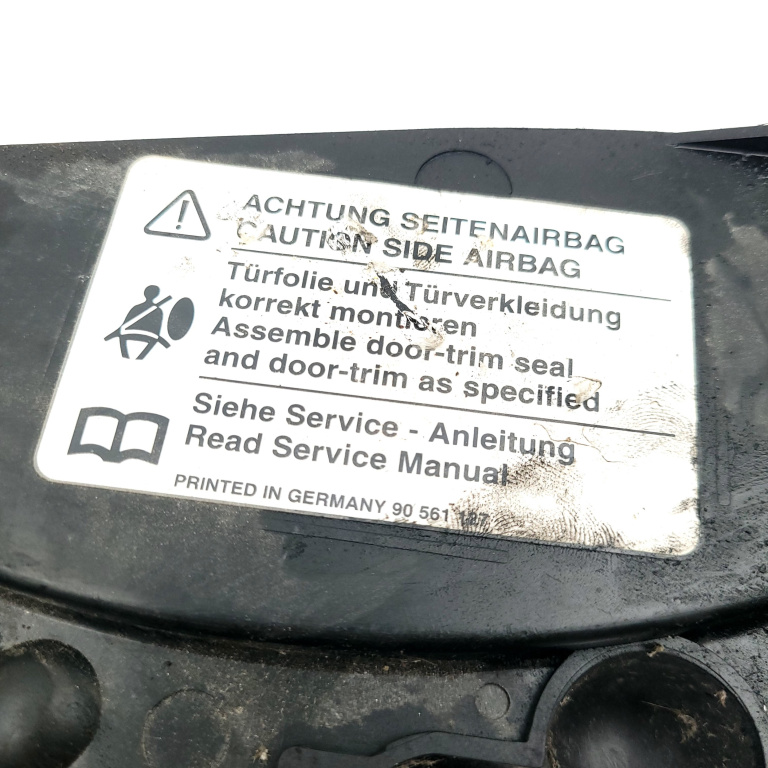 ACHTUNG SEITENAIRBAG
CAUTION SIDE AIRBAG
Türfolie und Türverkleidung
korrekt montieren
Assemble door-trim seal
and door-trim as specified
Siehe Service - Anleitung
Read Service Manual
PRINTED IN GERMANY 90 561